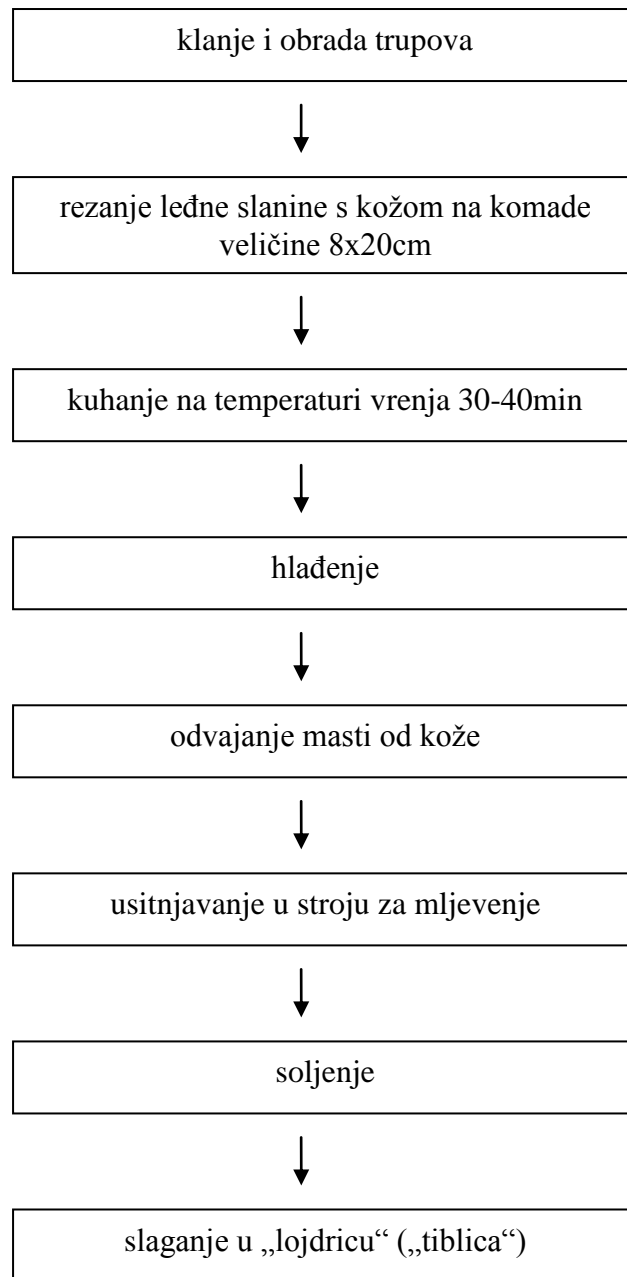 klanje i obrada trupova
rezanje leđne slanine s kožom na komade
veličine 8x20cm
kuhanje na temperaturi vrenja 30-40min
hlađenje
odvajanje masti od kože
usitnjavanje u stroju za mljevenje
soljenje
slaganje u „lojdricu“ („tiblica“)